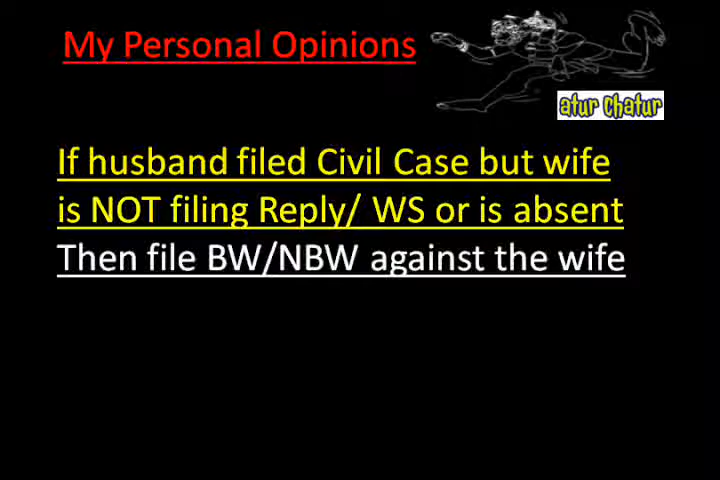 My Personal Opinions
atur chatur
If husband filed Civil Case but wife
is NOT filing Reply/ WS or is absent
Then file BW/NBW against the wife